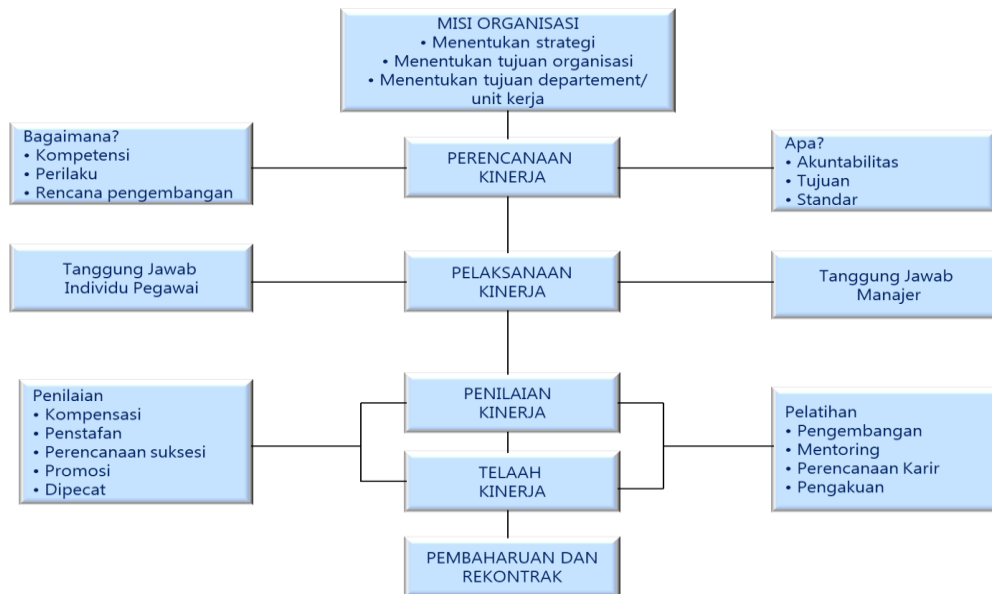 MISI ORGANISASI
• Menentukan strategi
• Menentukan tujuan organisasi
• Menentukan tujuan departement/
unit kerja
Bagaimana?
• Kompetensi
• Perilaku
• Rencana pengembangan
PERENCANAAN
KINERJA
Apa?
• Akuntabilitas
• Tujuan
• Standar
Tanggung Jawab
Individu Pegawai
PELAKSANAAN
KINERJA
Tanggung Jawab
Manajer
Penilaian
• Kompensasi
• Penstafan
• Perencanaan suksesi
• Promosi
• Dipecat
PENILAIAN
KINERJA
TELAAH
KINERJA
Pelatihan
• Pengembangan
• Mentoring
• Perencanaan Karir
• Pengakuan
PEMBAHARUAN DAN
REKONTRAK